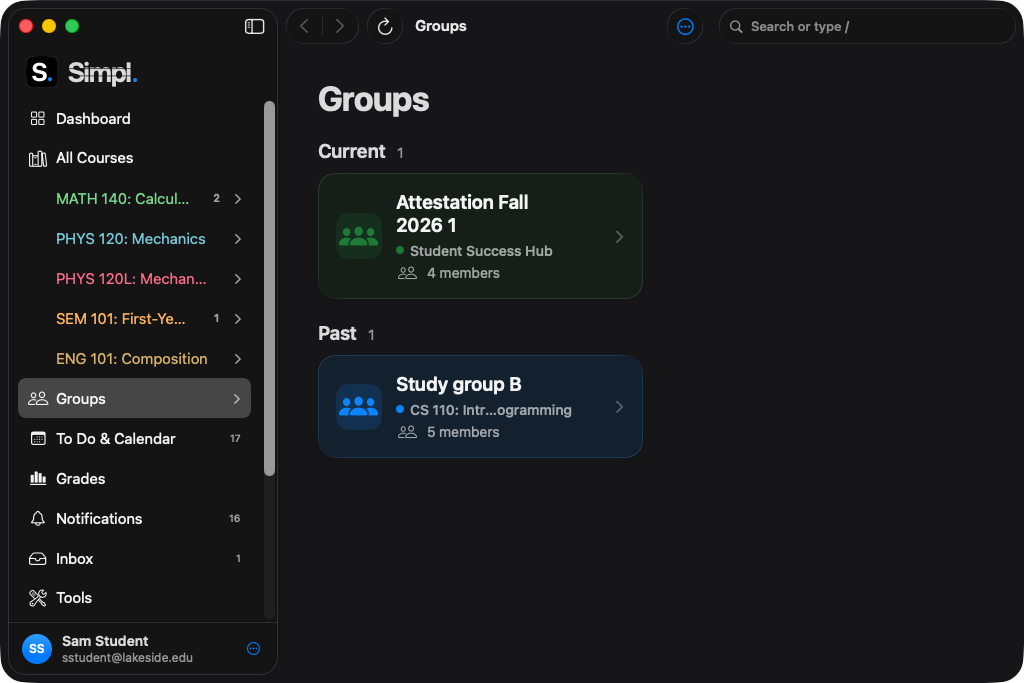 Groups
Search or type /
S.
Simpl.
Dashboard
All Courses
MATH 140: Calcul... 2
PHYS 120: Mechanics
PHYS 120L: Mechan...
SEM 101: First-Ye... 1
ENG 101: Composition
Groups
To Do & Calendar 17
Grades
Notifications 16
Inbox 1
Tools
SS
Sam Student
sstudent@lakeside.edu
Groups
Current 1
Attestation Fall
2026 1
Student Success Hub
4 members
Past 1
Study group B
CS 110: Intr...ogramming
5 members